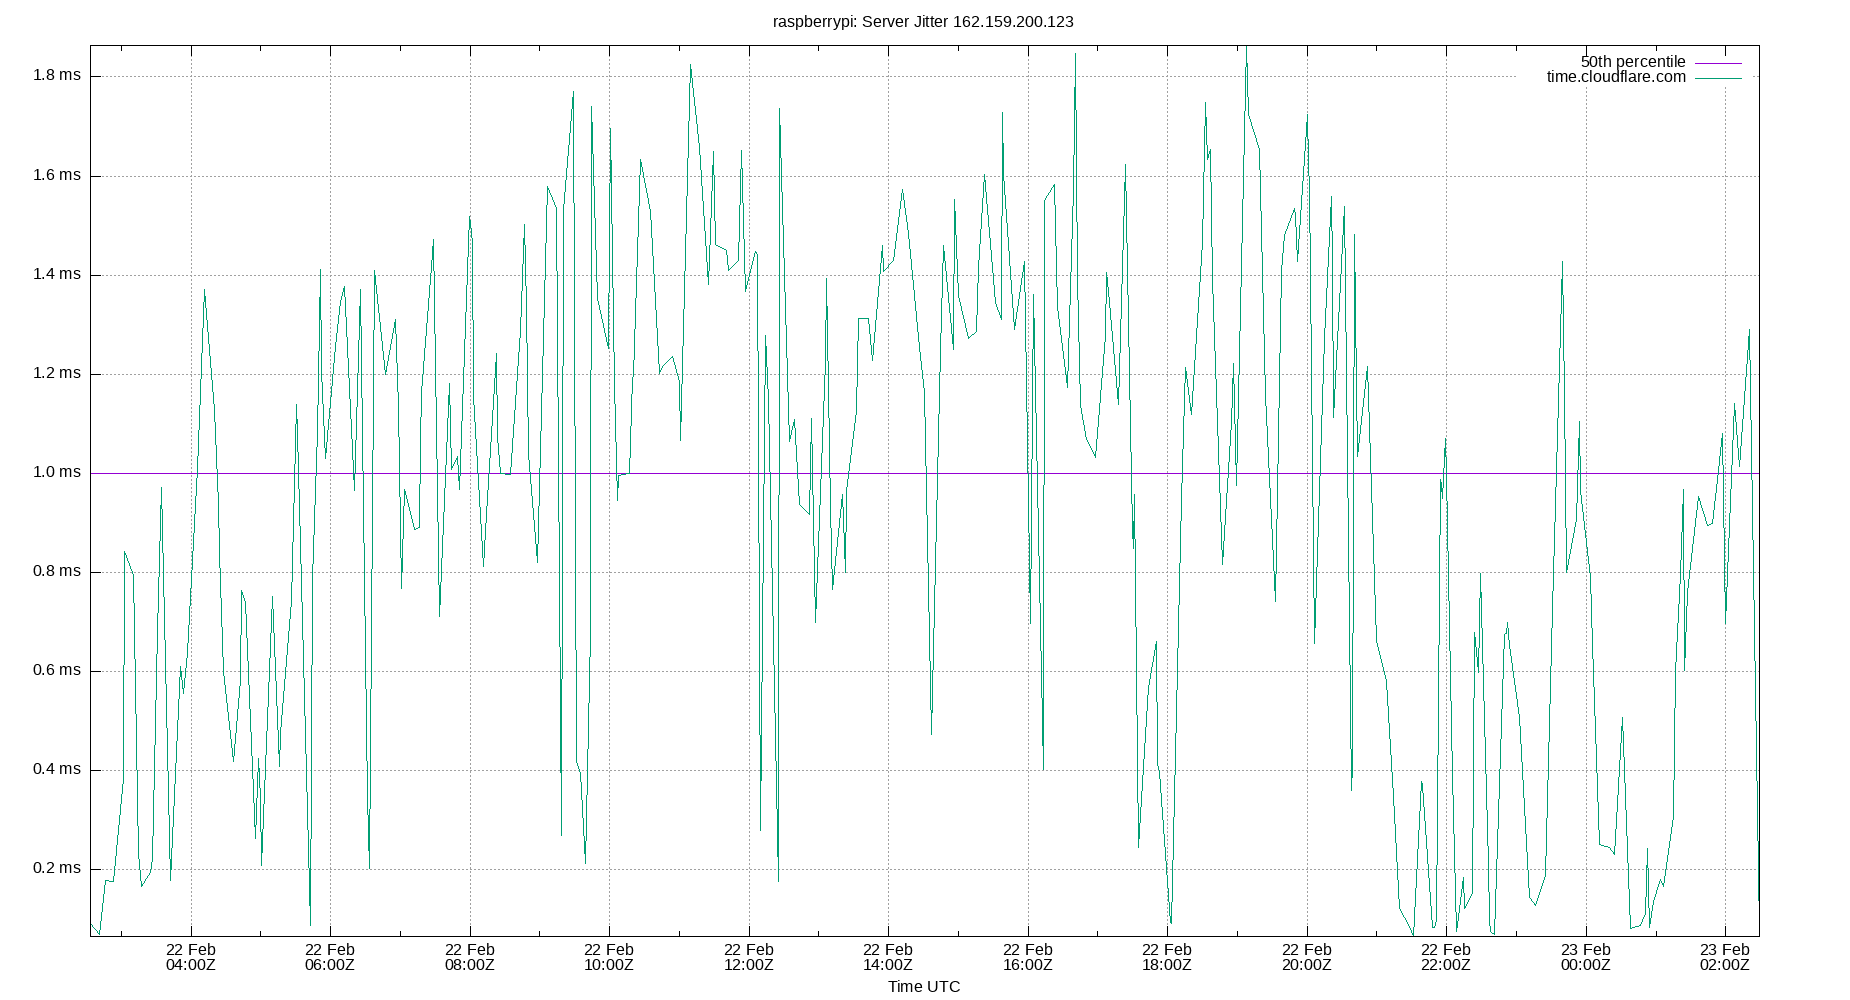 raspberrypi: Server Jitter 162.159.200.123
50th percentile
time.cloudflare.com
1.8 ms
1.6 ms
1.4 ms
1.2 ms
1.0 ms
0.8 ms
0.6 ms
0.4 ms
0.2 ms
22 Feb 22 Feb 22 Feb 22 Feb 22 Feb 22 Feb 22 Feb 22 Feb 22 Feb 22 Feb 23 Feb 23 Feb
04:00Z 06:00Z 08:00Z 10:00Z 12:00Z 14:00Z 16:00Z 18:00Z 20:00Z 22:00Z 00:00Z 02:00Z
Time UTC